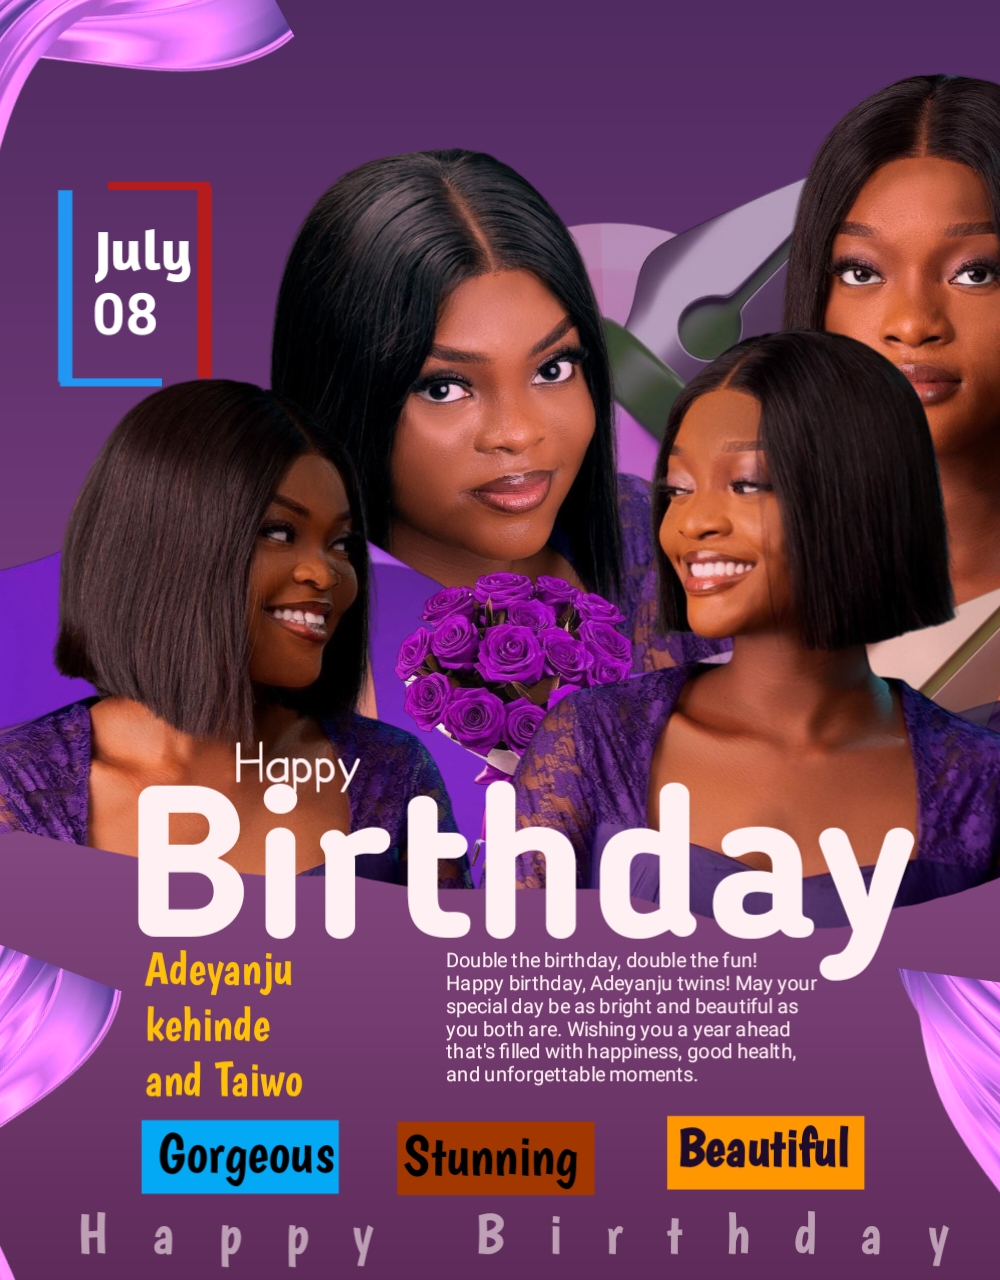 July
08
Happy
Birthday
Adeyanju
kehinde
and Taiwo
Double the birthday, double the fun!
Happy birthday, Adeyanju twins! May your
special day be as bright and beautiful as
you both are. Wishing you a year ahead
that's filled with happiness, good health,
and unforgettable moments.
Gorgeous
Stunning
Beautiful
Happy Birthday